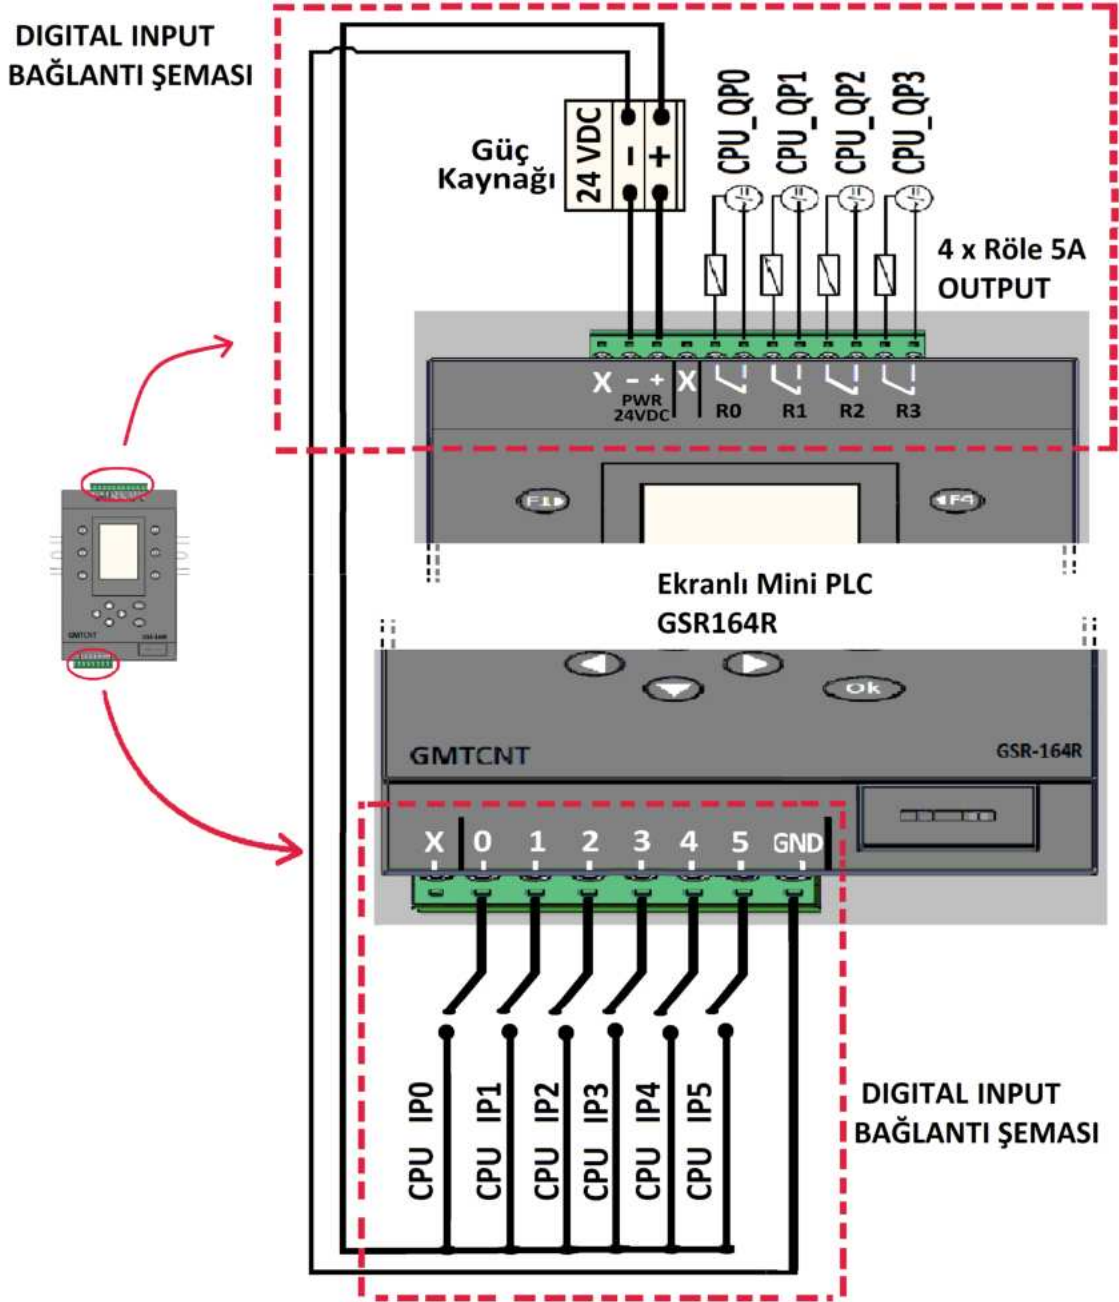 DIGITAL INPUT
BAĞLANTI ŞEMASI
Güç
Kaynağı
24 VDC
-
+
CPU_QP0
CPU_QP1
CPU_QP2
CPU_QP3
4 x Röle 5A
OUTPUT
X - + X
PWR
24VDC
R0 R1 R2 R3
F1
F4
Ekranlı Mini PLC
GSR164R
Ok
GMTCNT
GSR-164R
GMTCNT
X 0 1 2 3 4 5 GND
CPU IP0
CPU IP1
CPU IP2
CPU IP3
CPU IP4
CPU IP5
DIGITAL INPUT
BAĞLANTI ŞEMASI